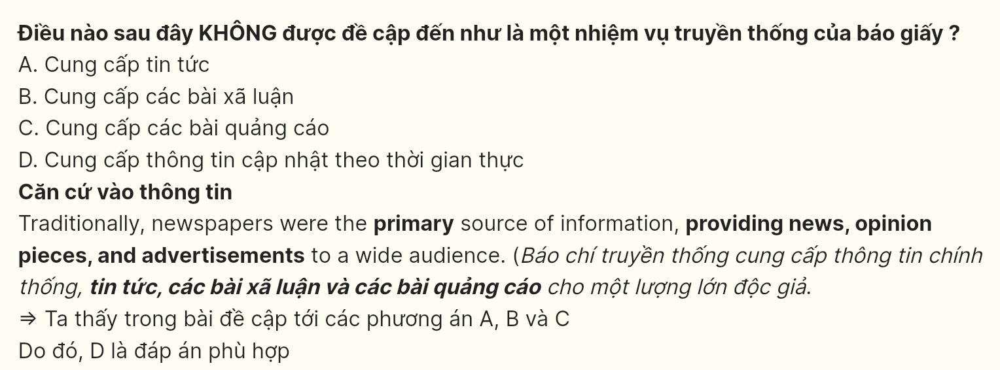 Điều nào sau đây KHÔNG được đề cập đến như là một nhiệm vụ truyền thống của báo giấy ?
A. Cung cấp tin tức
B. Cung cấp các bài xã luận
C. Cung cấp các bài quảng cáo
D. Cung cấp thông tin cập nhật theo thời gian thực
Căn cứ vào thông tin
Traditionally, newspapers were the primary source of information, providing news, opinion
pieces, and advertisements to a wide audience. (Báo chí truyền thống cung cấp thông tin chính
thống, tin tức, các bài xã luận và các bài quảng cáo cho một lượng lớn độc giả.
⇒ Ta thấy trong bài đề cập tới các phương án A, B và C
Do đó, D là đáp án phù hợp